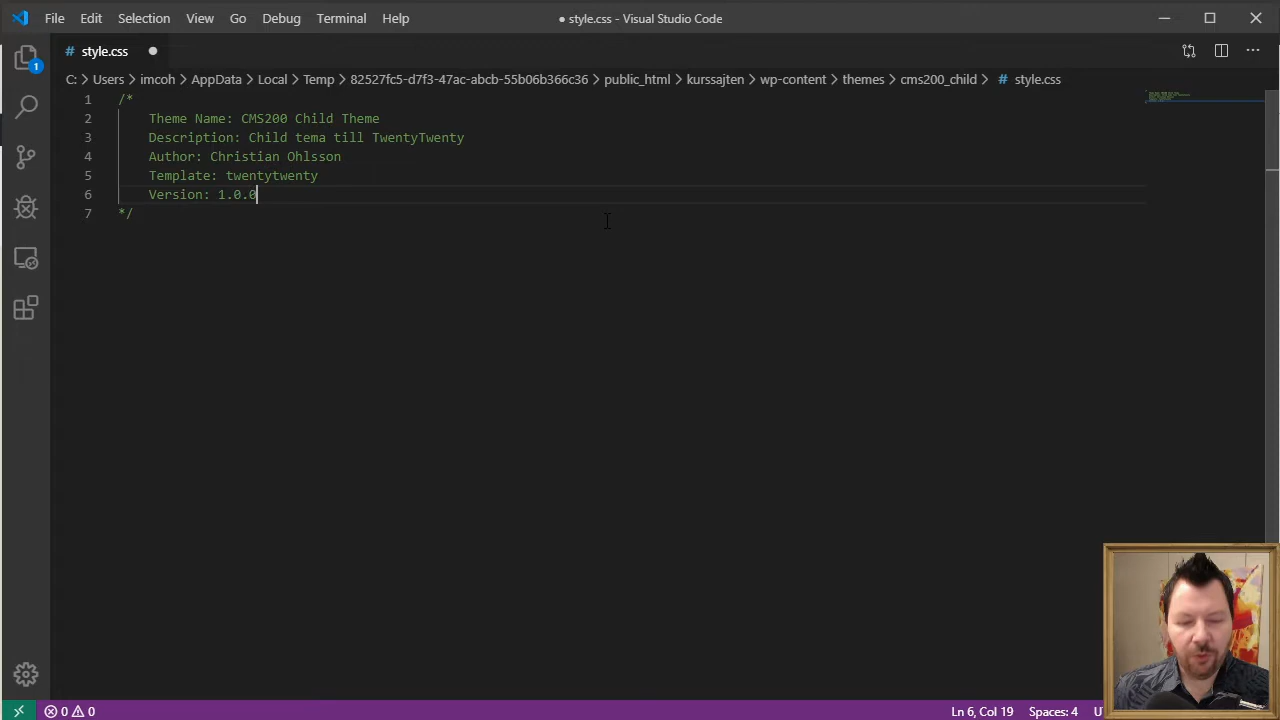 File Edit Selection View Go Debug Terminal Help
● style.css - Visual Studio Code
# style.css ●
1
C: > Users > imcoh > AppData > Local > Temp > 82527fc5-d7f3-47ac-abcb-55b06b366c36 > public_html > kurssajten > wp-content > themes > cms200_child > # style.css
1 /*
2 Theme Name: CMS200 Child Theme
3 Description: Child tema till TwentyTwenty
4 Author: Christian Ohlsson
5 Template: twentytwenty
6 Version: 1.0.0
7 */
0 0 Ln 6, Col 19 Spaces: 4